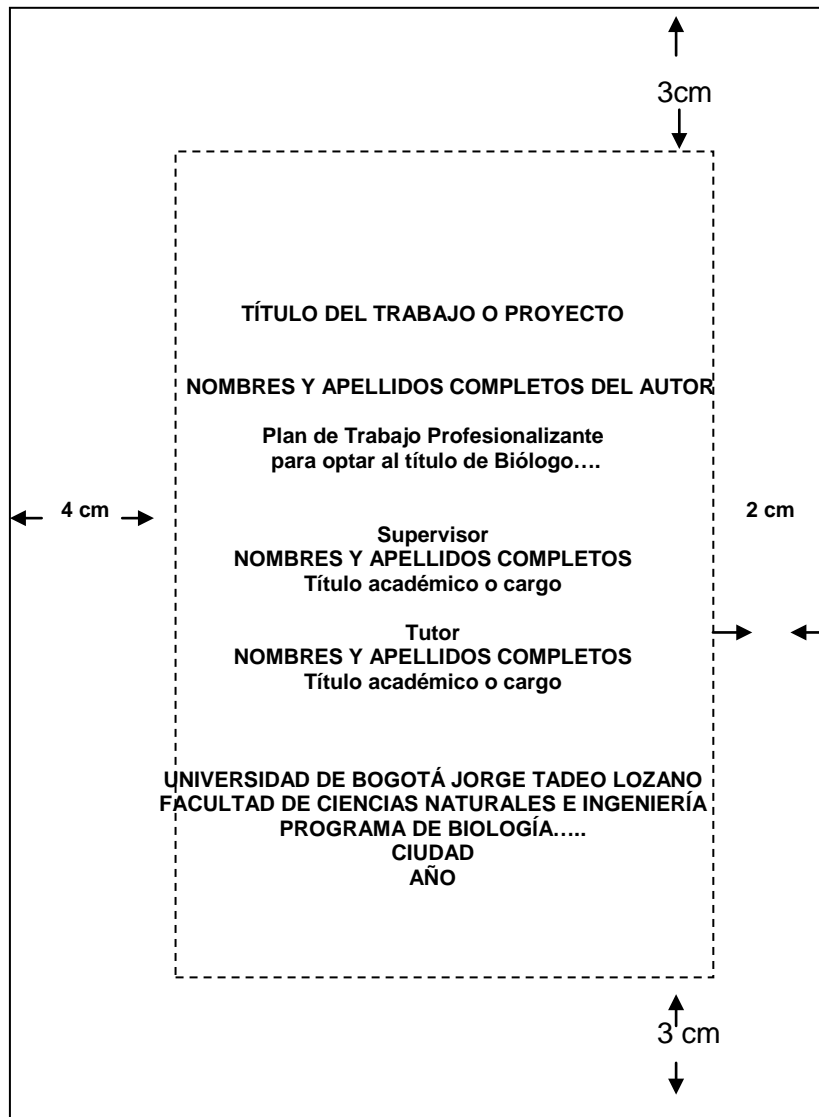 3cm
TÍTULO DEL TRABAJO O PROYECTO
NOMBRES Y APELLIDOS COMPLETOS DEL AUTOR
Plan de Trabajo Profesionalizante
para optar al título de Biólogo….
4 cm
2 cm
Supervisor
NOMBRES Y APELLIDOS COMPLETOS
Título académico o cargo
Tutor
NOMBRES Y APELLIDOS COMPLETOS
Título académico o cargo
UNIVERSIDAD DE BOGOTÁ JORGE TADEO LOZANO
FACULTAD DE CIENCIAS NATURALES E INGENIERÍA
PROGRAMA DE BIOLOGÍA…..
CIUDAD
AÑO
3 cm